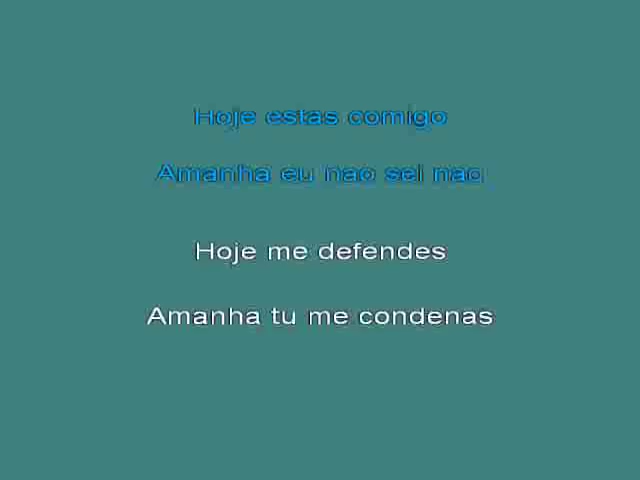 Hoje estas comigo
Amanha eu nao sei nao
Hoje me defendes
Amanha tu me condenas